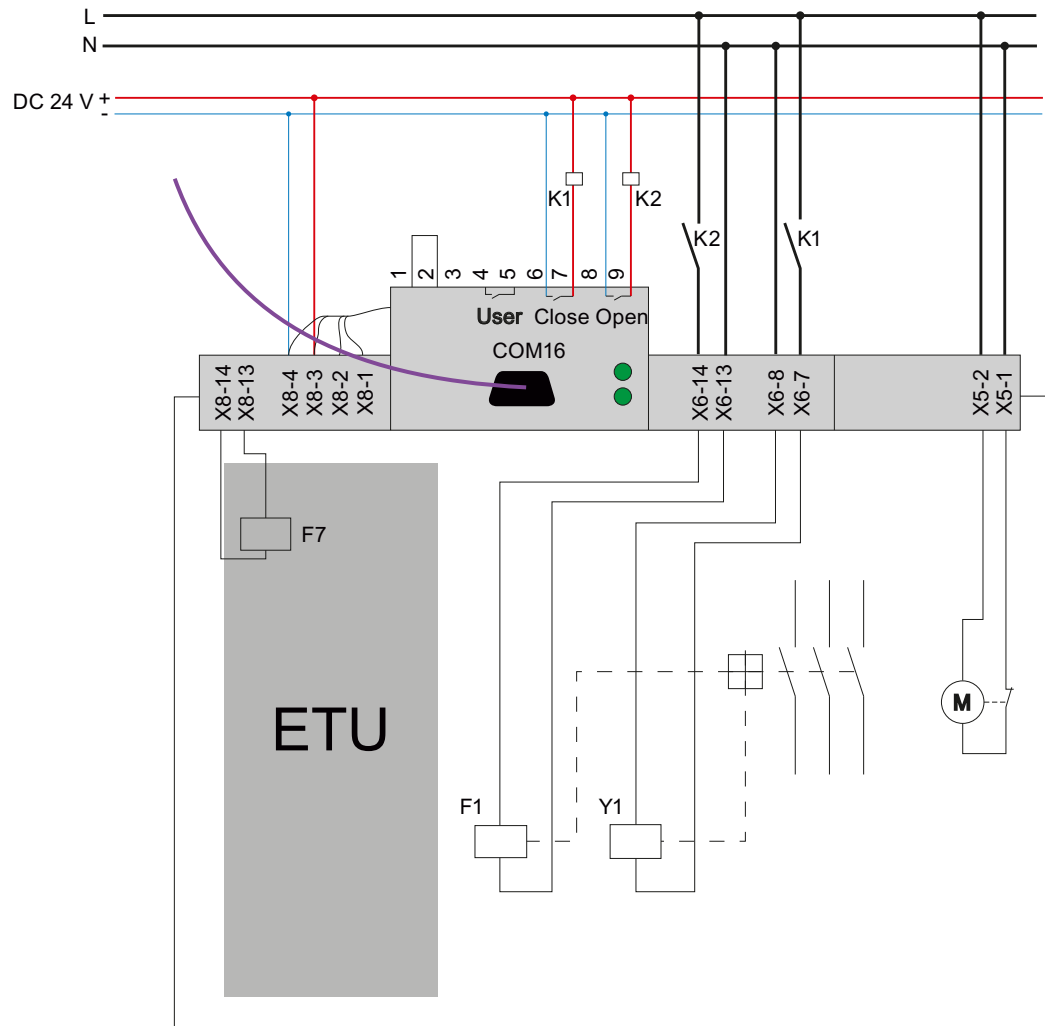 L
N
DC 24 V +
-
K1 K2
K2 K1
1 2 3 4 5 6 7 8 9
User Close Open
COM16
X8-14 X8-13 X8-4 X8-3 X8-2 X8-1
X6-14 X6-13 X6-8 X6-7
X5-2 X5-1
F7
ETU
M
F1 Y1